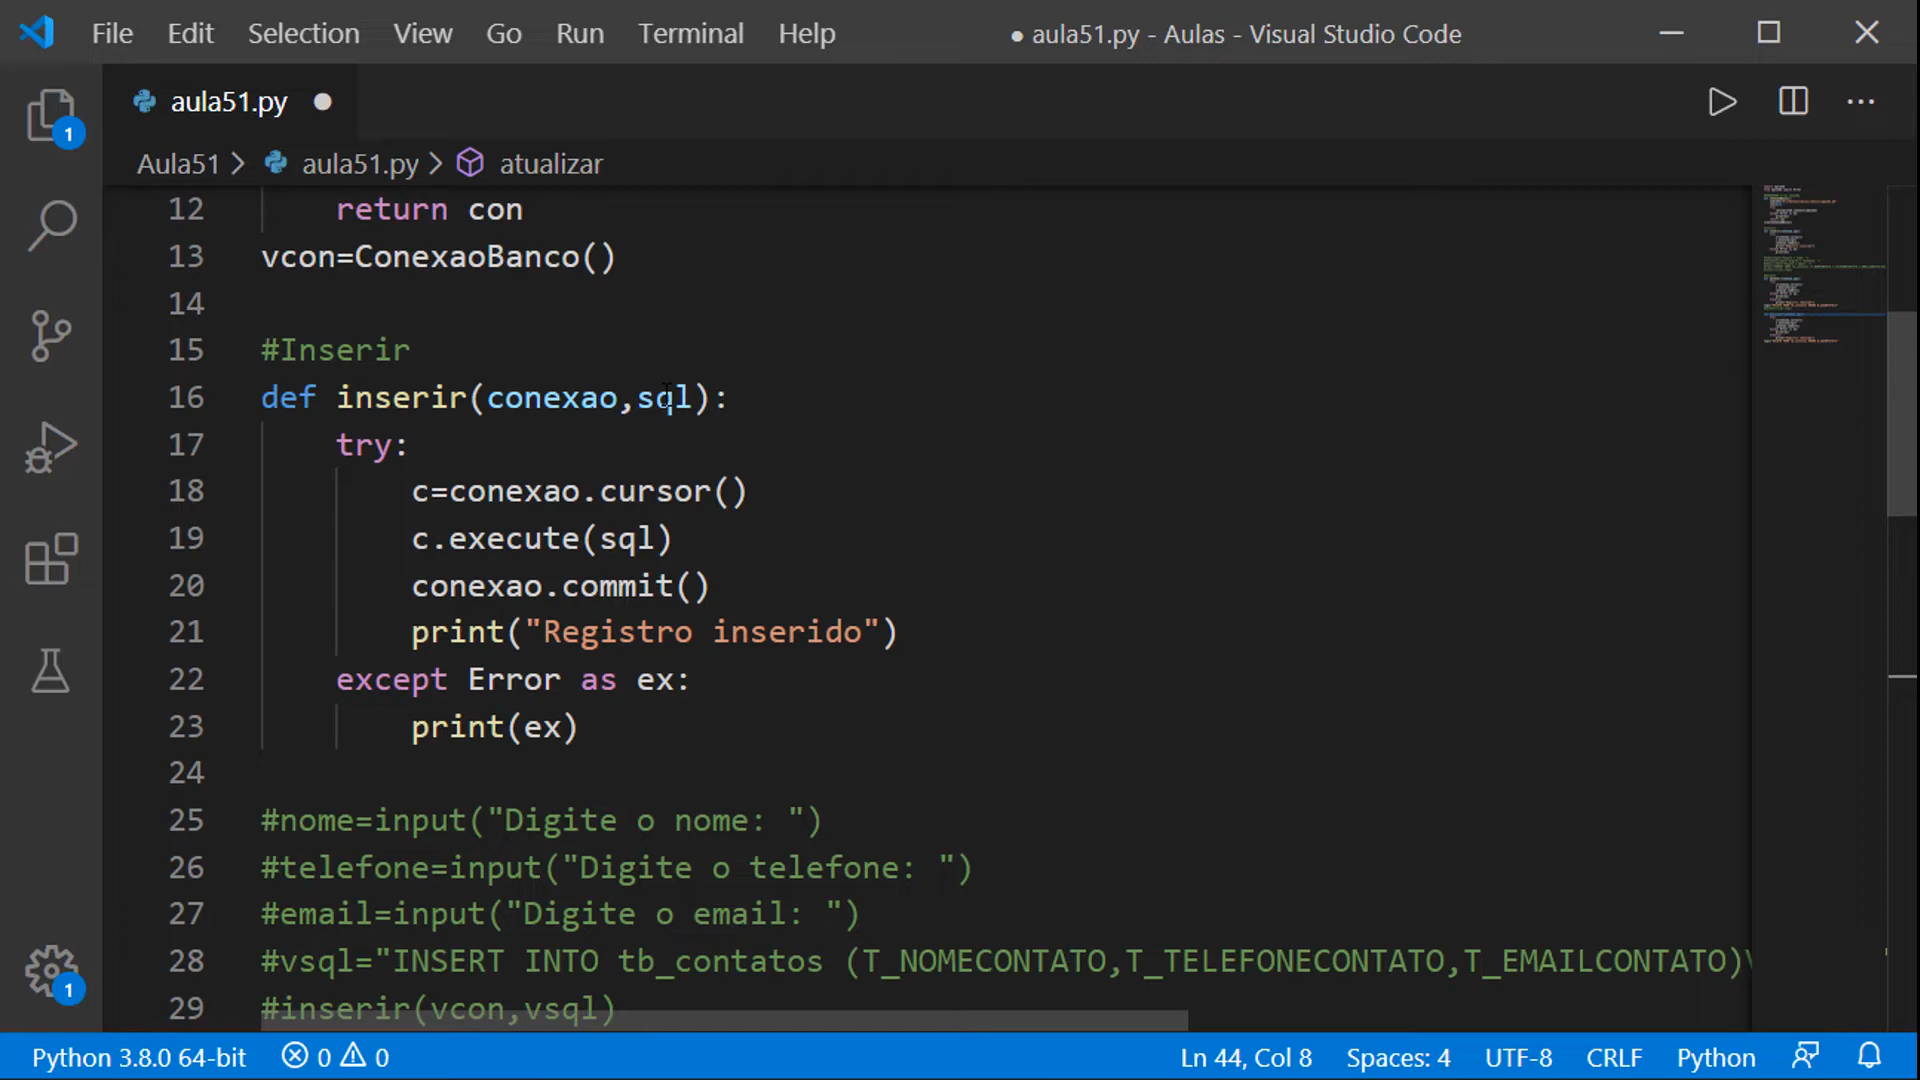 File Edit Selection View Go Run Terminal Help ● aula51.py - Aulas - Visual Studio Code
aula51.py ●
Aula51 > aula51.py > atualizar
12 return con
13 vcon=ConexaoBanco()
14
15 #Inserir
16 def inserir(conexao,sql):
17 try:
18 c=conexao.cursor()
19 c.execute(sql)
20 conexao.commit()
21 print("Registro inserido")
22 except Error as ex:
23 print(ex)
24
25 #nome=input("Digite o nome: ")
26 #telefone=input("Digite o telefone: ")
27 #email=input("Digite o email: ")
28 #vsql="INSERT INTO tb_contatos (T_NOMECONTATO,T_TELEFONECONTATO,T_EMAILCONTATO)
29 #inserir(vcon,vsql)
1
1
Python 3.8.0 64-bit 0 0 Ln 44, Col 8 Spaces: 4 UTF-8 CRLF Python